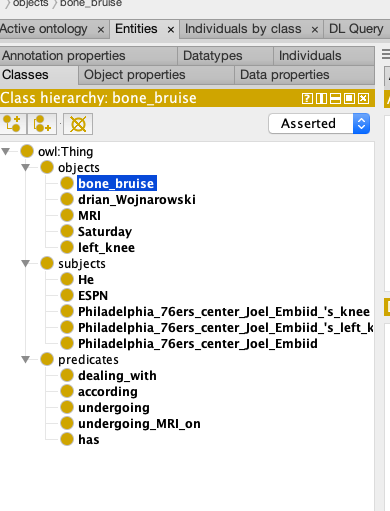 objects bone_bruise
Active ontology × Entities × Individuals by class × DL Query
Annotation properties Datatypes Individuals
Classes Object properties Data properties
Class hierarchy: bone_bruise
Asserted
owl:Thing
objects
bone_bruise
drian_Wojnarowski
MRI
Saturday
left_knee
subjects
He
ESPN
Philadelphia_76ers_center_Joel_Embiid_'s_knee
Philadelphia_76ers_center_Joel_Embiid_'s_left_k
Philadelphia_76ers_center_Joel_Embiid
predicates
dealing_with
according
undergoing
undergoing_MRI_on
has